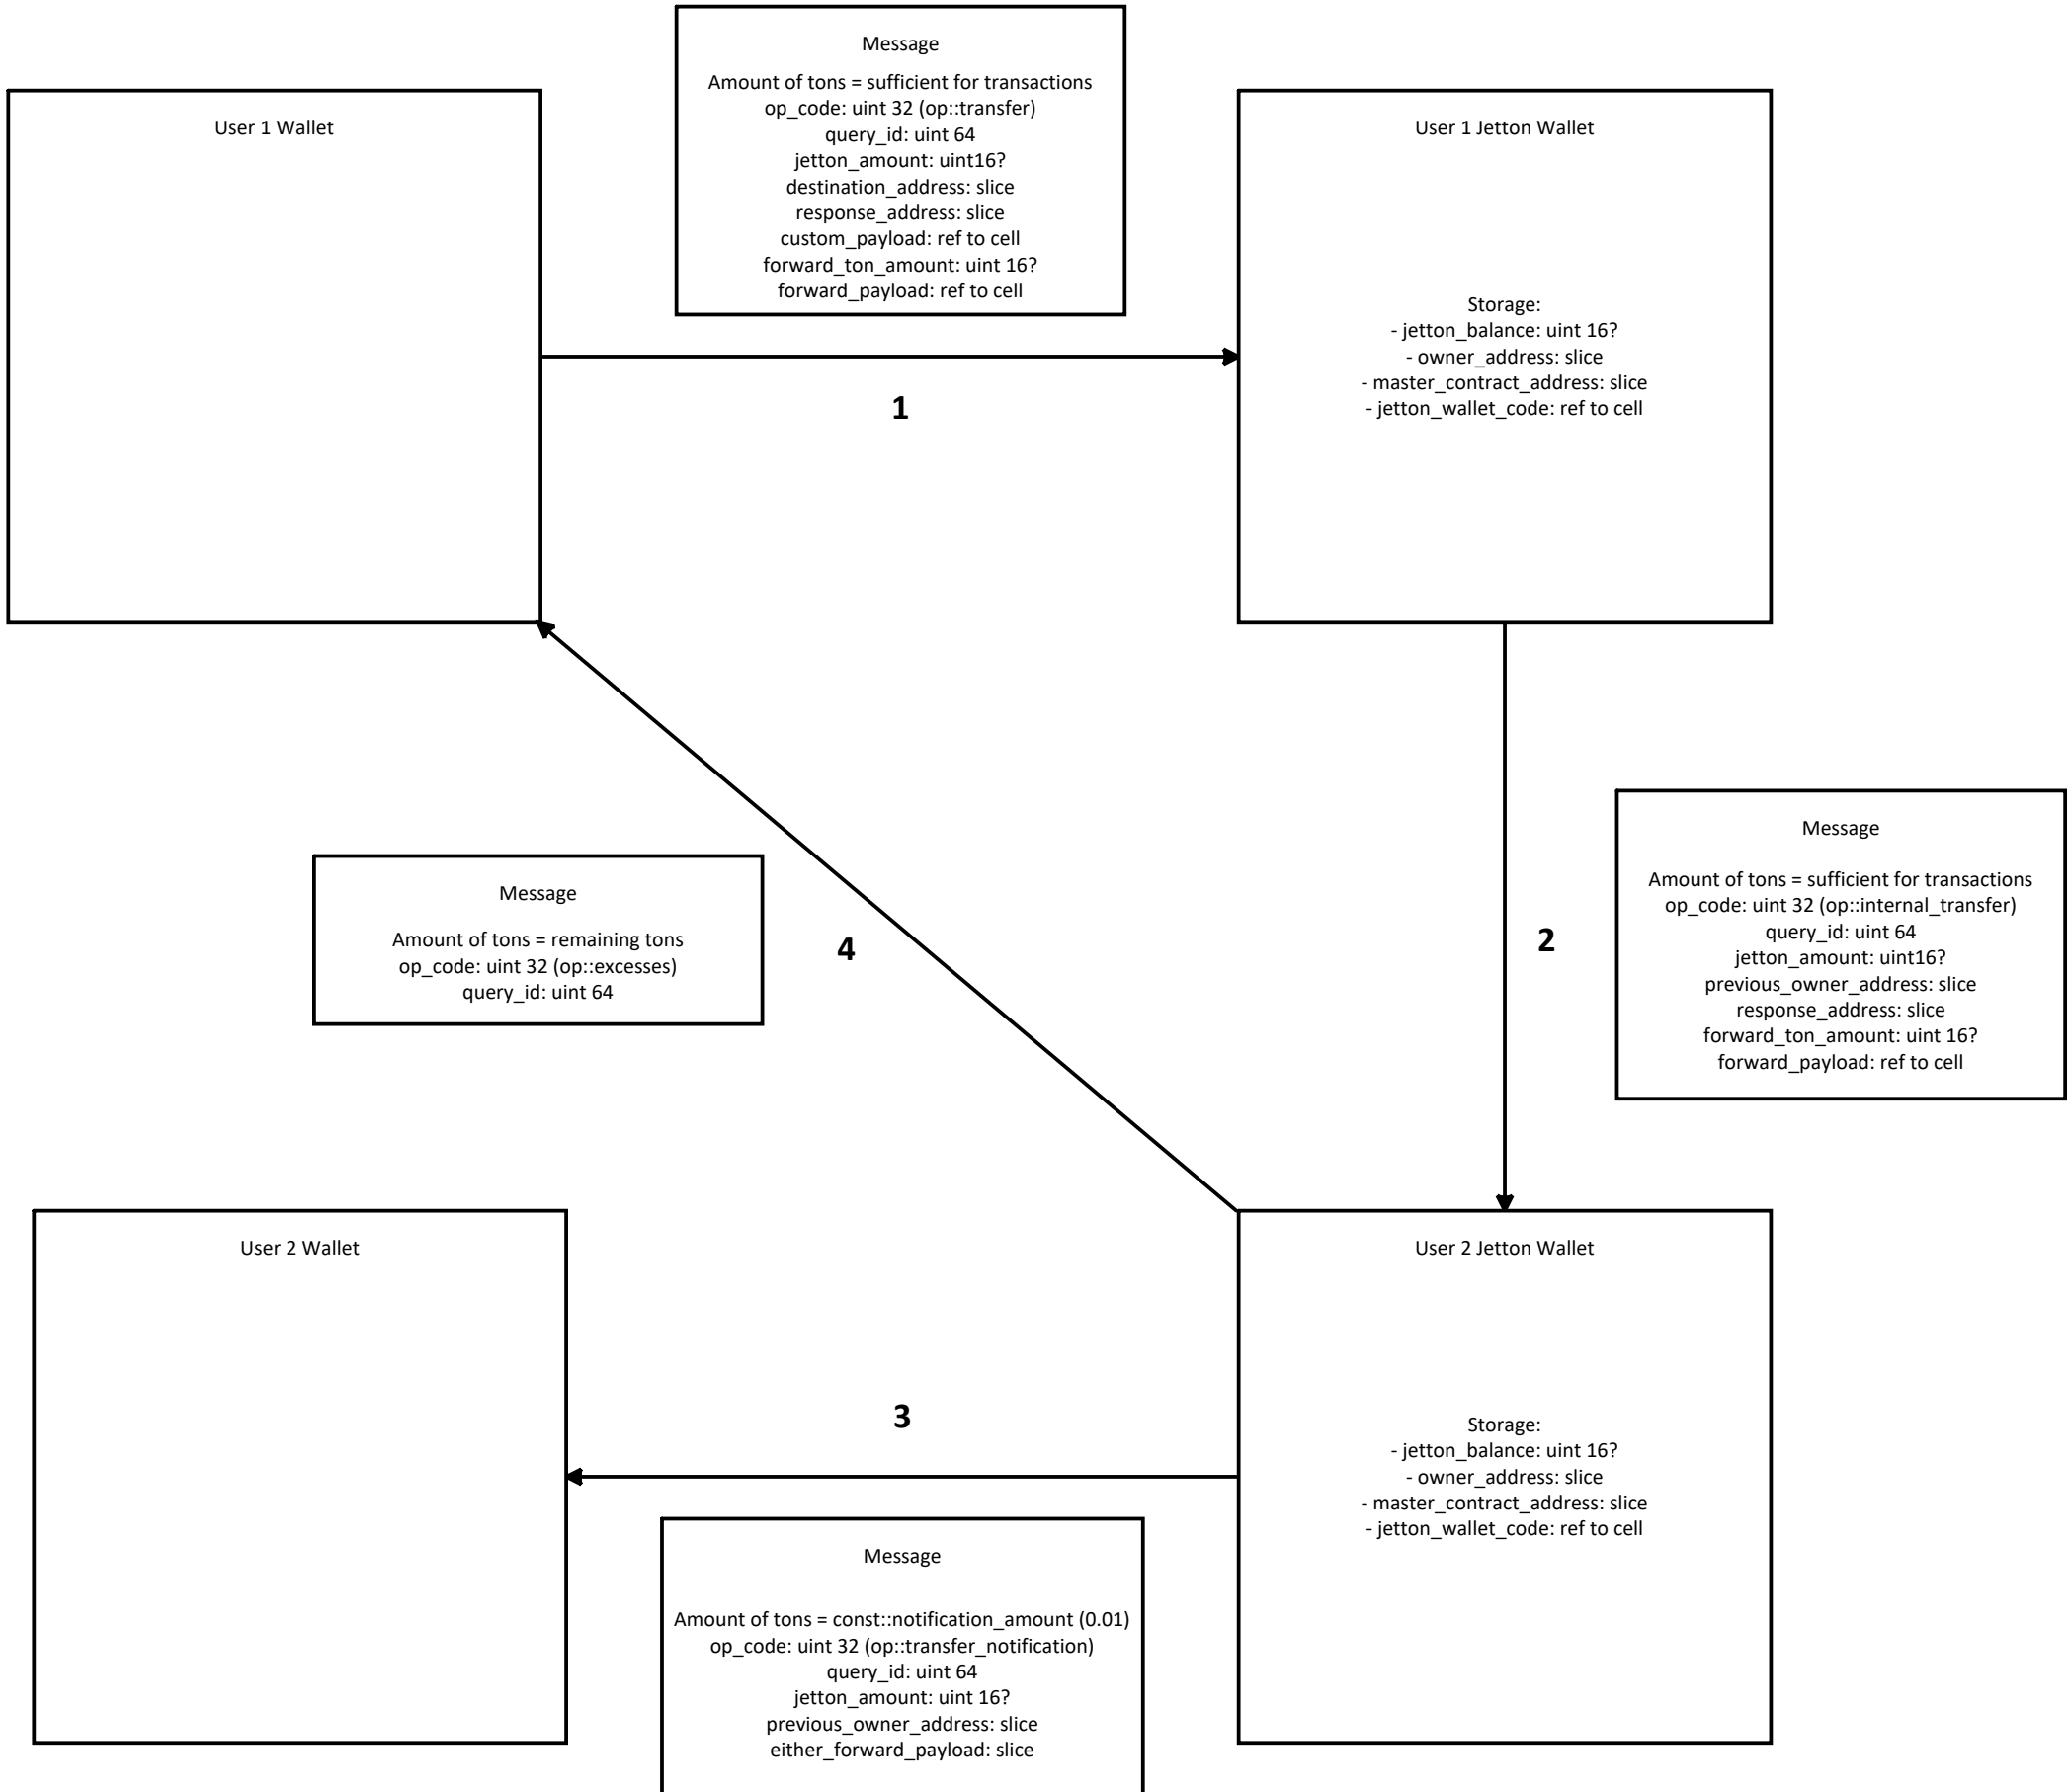 Message
Amount of tons = sufficient for transactions
op_code: uint 32 (op::transfer)
query_id: uint 64
jetton_amount: uint16?
destination_address: slice
response_address: slice
custom_payload: ref to cell
forward_ton_amount: uint 16?
forward_payload: ref to cell
User 1 Wallet
User 1 Jetton Wallet
Storage:
- jetton_balance: uint 16?
- owner_address: slice
- master_contract_address: slice
- jetton_wallet_code: ref to cell
1
Message
Amount of tons = sufficient for transactions
op_code: uint 32 (op::internal_transfer)
query_id: uint 64
jetton_amount: uint16?
previous_owner_address: slice
response_address: slice
forward_ton_amount: uint 16?
forward_payload: ref to cell
2
Message
Amount of tons = remaining tons
op_code: uint 32 (op::excesses)
query_id: uint 64
4
User 2 Wallet
User 2 Jetton Wallet
Storage:
- jetton_balance: uint 16?
- owner_address: slice
- master_contract_address: slice
- jetton_wallet_code: ref to cell
3
Message
Amount of tons = const::notification_amount (0.01)
op_code: uint 32 (op::transfer_notification)
query_id: uint 64
jetton_amount: uint 16?
previous_owner_address: slice
either_forward_payload: slice